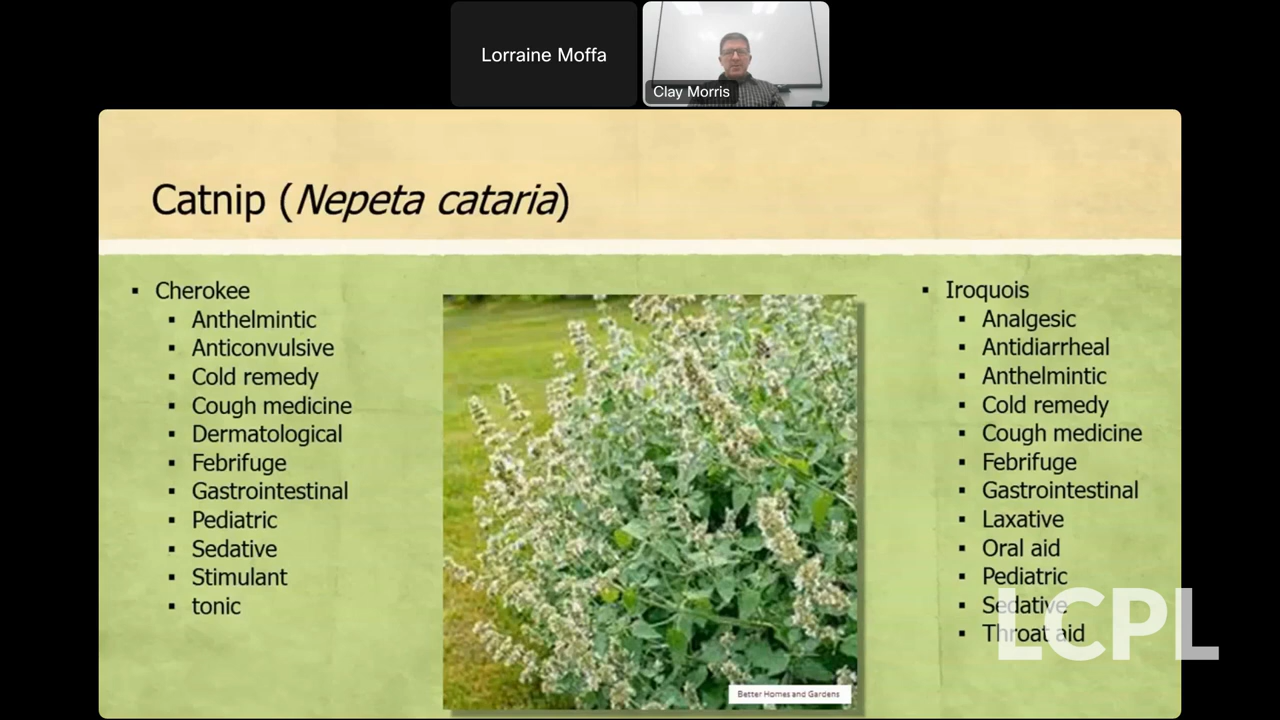 Lorraine Moffa
Clay Morris
Catnip (Nepeta cataria)
▪ Cherokee
▪ Anthelmintic
▪ Anticonvulsive
▪ Cold remedy
▪ Cough medicine
▪ Dermatological
▪ Febrifuge
▪ Gastrointestinal
▪ Pediatric
▪ Sedative
▪ Stimulant
▪ tonic
Better Homes and Gardens
▪ Iroquois
▪ Analgesic
▪ Antidiarrheal
▪ Anthelmintic
▪ Cold remedy
▪ Cough medicine
▪ Febrifuge
▪ Gastrointestinal
▪ Laxative
▪ Oral aid
▪ Pediatric
▪ Sedative
▪ Throat aid
LCPL